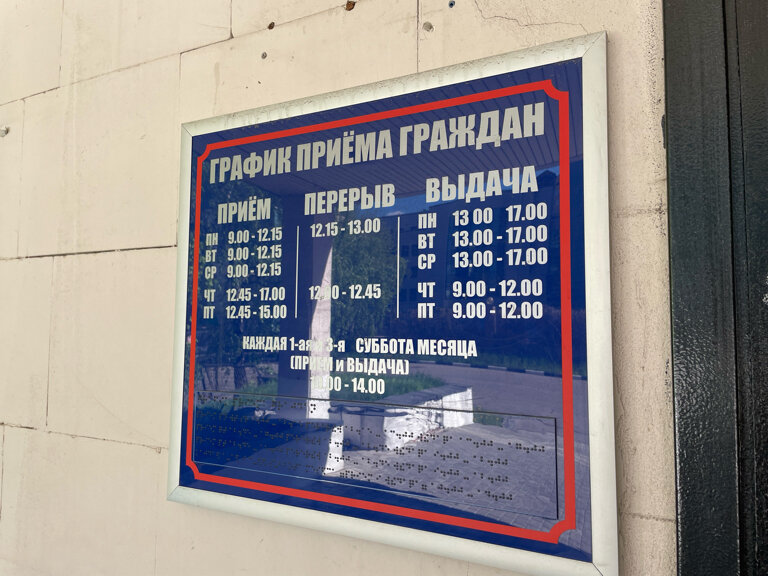 ГРАФИК ПРИЁМА ГРАЖДАН
ПРИЁМ
ПН 9.00 - 12.15
ВТ 9.00 - 12.15
СР 9.00 - 12.15
ЧТ 12.45 - 17.00
ПТ 12.45 - 15.00
ПЕРЕРЫВ
12.15 - 13.00
12.00 - 12.45
ВЫДАЧА
ПН 13 00 - 17.00
ВТ 13.00 - 17.00
СР 13.00 - 17.00
ЧТ 9.00 - 12.00
ПТ 9.00 - 12.00
КАЖДАЯ 1-ая и 3-я СУББОТА МЕСЯЦА
(ПРИЕМ и ВЫДАЧА)
10.00 - 14.00